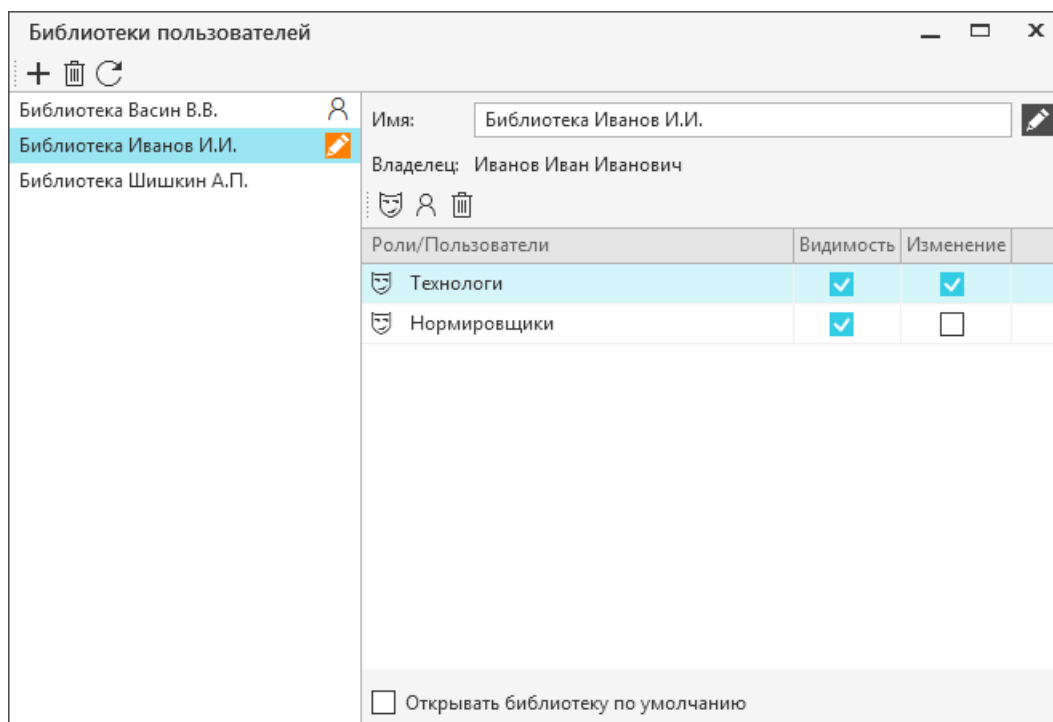 Библиотеки пользователей
Библиотека Васин В.В.
Библиотека Иванов И.И.
Библиотека Шишкин А.П.
Имя: Библиотека Иванов И.И.
Владелец: Иванов Иван Иванович
Роли/Пользователи Видимость Изменение
Технологи
Нормировщики
Открывать библиотеку по умолчанию